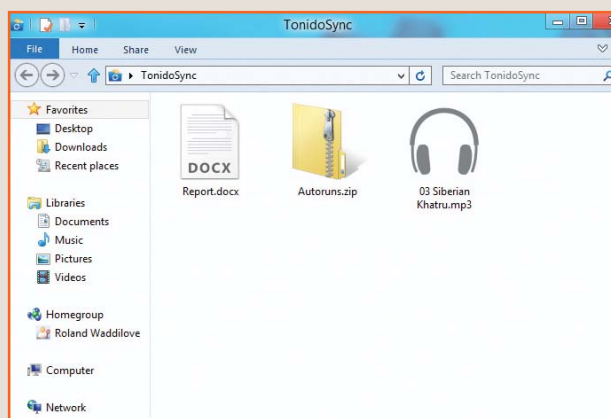 TonidoSync
File Home Share View
TonidoSync
Search TonidoSync
Favorites
Desktop
Downloads
Recent places
Libraries
Documents
Music
Pictures
Videos
Homegroup
Roland Waddilove
Computer
Network
DOCX
Report.docx
Autoruns.zip
03 Siberian
Khatru.mp3